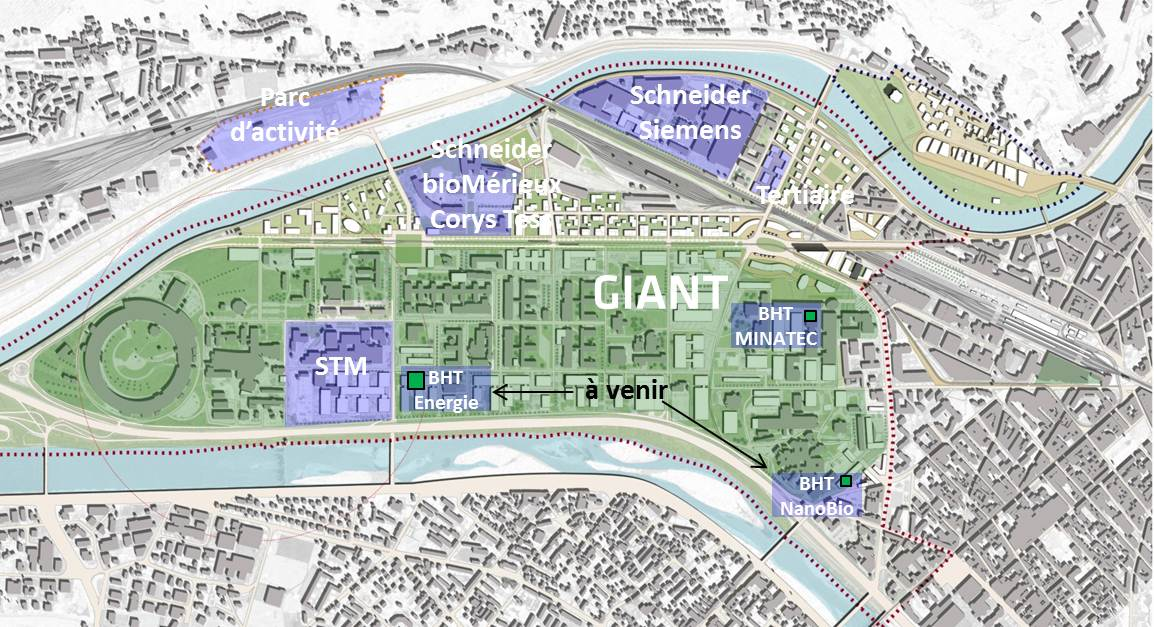 Parc
d’activité
Schneider
Siemens
Schneider
bioMérieux
Corys Tess
Tertiaire
GIANT
BHT
MINATEC
STM
BHT
Energie
à venir
BHT
NanoBio